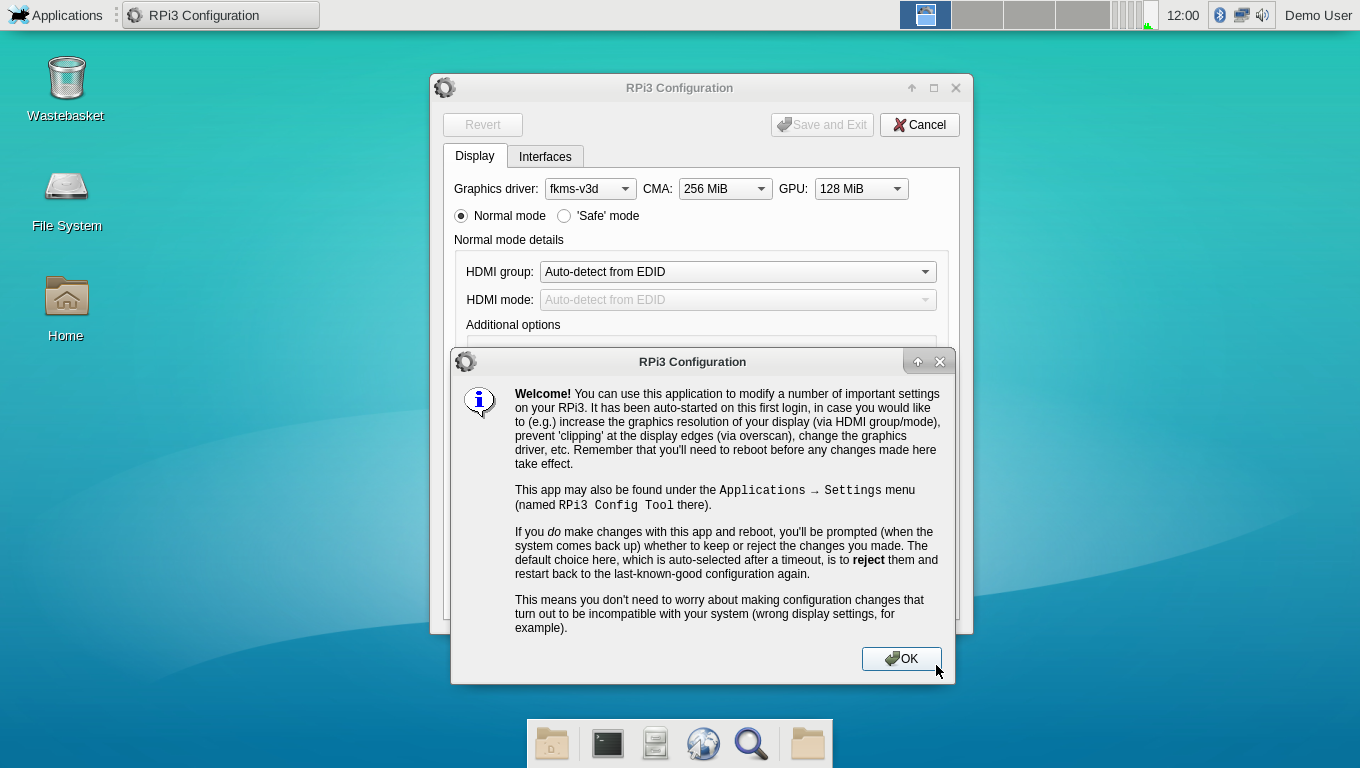 Applications
RPi3 Configuration
12:00
Demo User
Wastebasket
File System
Home
RPi3 Configuration
Revert
Save and Exit
Cancel
Display
Interfaces
Graphics driver: fkms-v3d CMA: 256 MiB GPU: 128 MiB
Normal mode 'Safe' mode
Normal mode details
HDMI group: Auto-detect from EDID
HDMI mode: Auto-detect from EDID
Additional options
RPi3 Configuration
Welcome! You can use this application to modify a number of important settings
on your RPi3. It has been auto-started on this first login, in case you would like
to (e.g.) increase the graphics resolution of your display (via HDMI group/mode),
prevent 'clipping' at the display edges (via overscan), change the graphics
driver, etc. Remember that you'll need to reboot before any changes made here
take effect.
This app may also be found under the Applications → Settings menu
(named RPi3 Config Tool there).
If you do make changes with this app and reboot, you'll be prompted (when the
system comes back up) whether to keep or reject the changes you made. The
default choice here, which is auto-selected after a timeout, is to reject them and
restart back to the last-known-good configuration again.
This means you don't need to worry about making configuration changes that
turn out to be incompatible with your system (wrong display settings, for
example).
OK